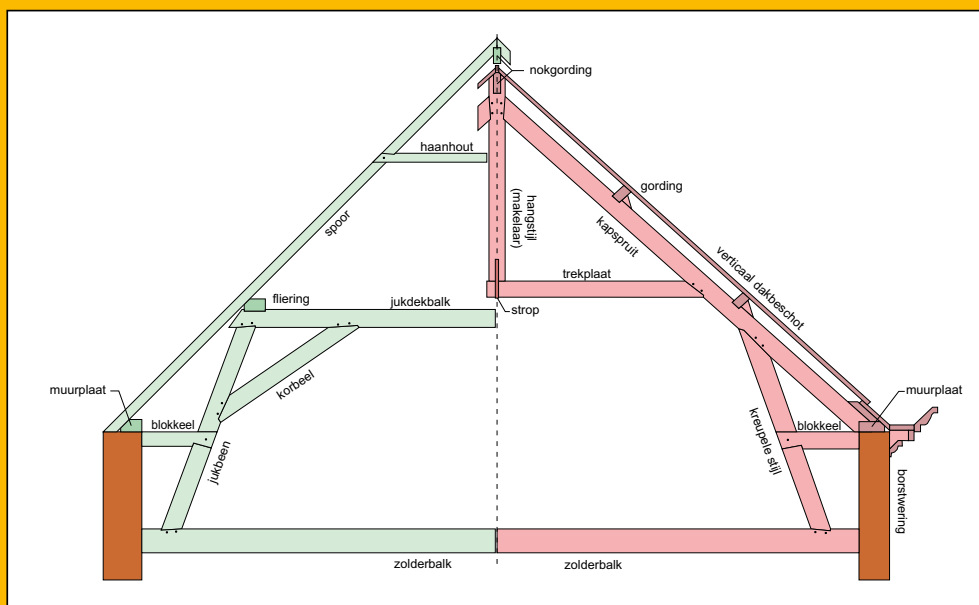 nokgording
haanhout
spoor
hangstijl
(makelaar)
gording
kapspruit
verticaal dakbeschot
trekplaat
strop
fliering
jukdekbalk
korbeel
muurplaat
blokkeel
jukbeen
kreupele stijl
muurplaat
blokkeel
borstwering
zolderbalk
zolderbalk